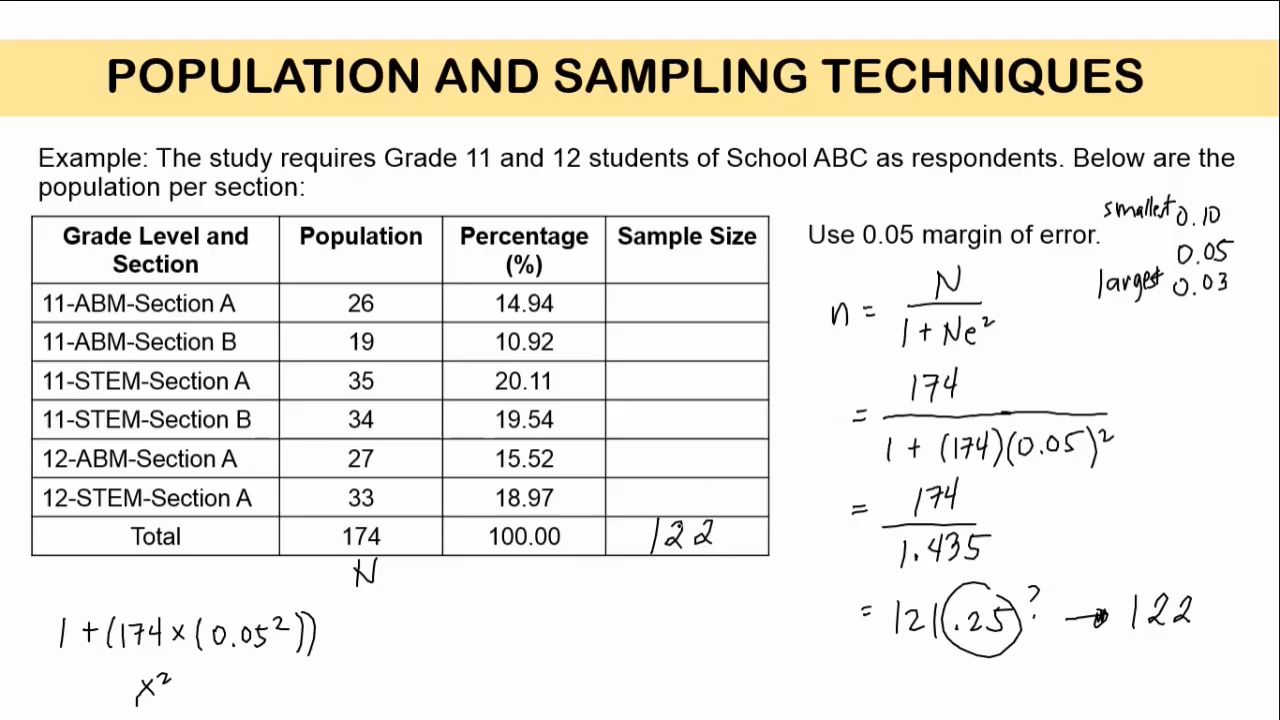 POPULATION AND SAMPLING TECHNIQUES
Example: The study requires Grade 11 and 12 students of School ABC as respondents. Below are the
population per section:
Grade Level and Section Population Percentage (%) Sample Size
11-ABM-Section A 26 14.94
11-ABM-Section B 19 10.92
11-STEM-Section A 35 20.11
11-STEM-Section B 34 19.54
12-ABM-Section A 27 15.52
12-STEM-Section A 33 18.97
Total 174 100.00 122
N
1 + (174 x (0.05²))
x²
Use 0.05 margin of error.
smallest 0.10
0.05
largest 0.03
n = N / 1 + Ne²
= 174 / 1 + (174)(0.05)²
= 174 / 1.435
= 121.25? → 122